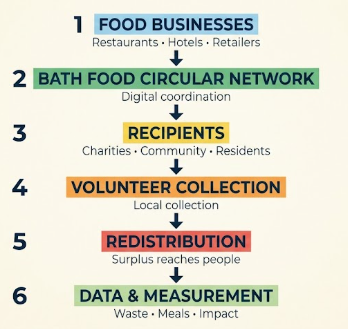 1 FOOD BUSINESSES
Restaurants • Hotels • Retailers
2 BATH FOOD CIRCULAR NETWORK
Digital coordination
3 RECIPIENTS
Charities • Community • Residents
4 VOLUNTEER COLLECTION
Local collection
5 REDISTRIBUTION
Surplus reaches people
6 DATA & MEASUREMENT
Waste • Meals • Impact